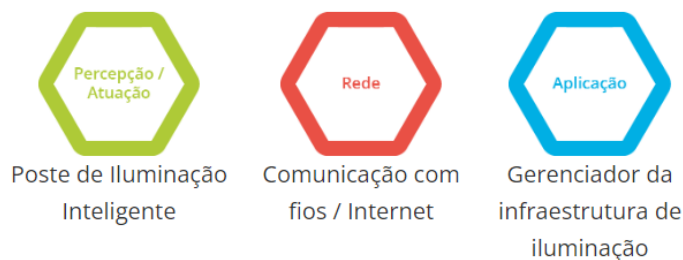 Percepção /
Atuação
Rede
Aplicação
Poste de Iluminação
Inteligente
Comunicação com
fios / Internet
Gerenciador da
infraestrutura de
iluminação